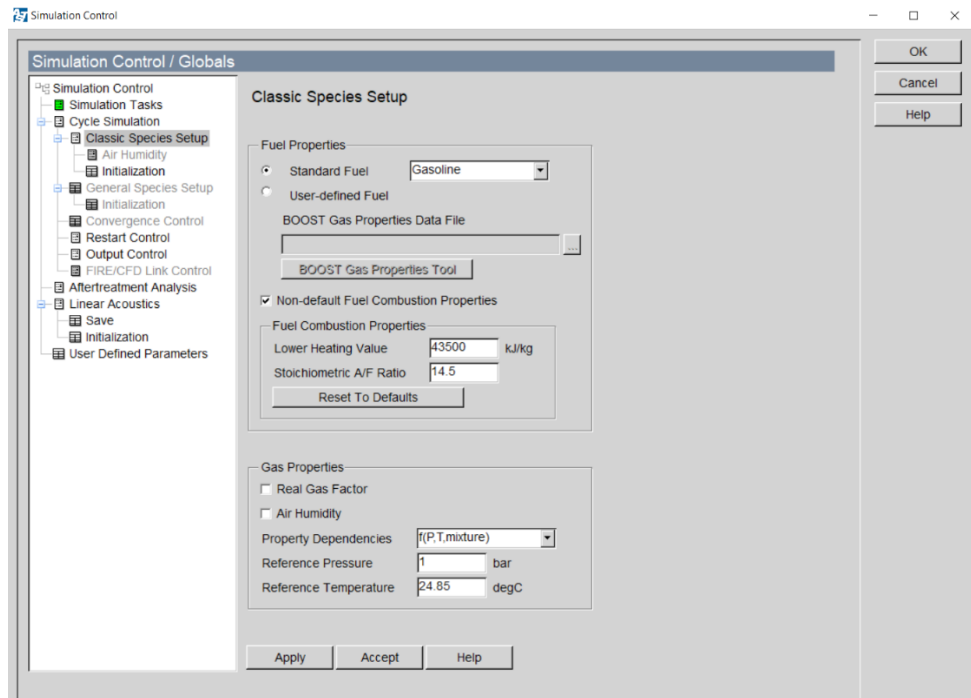 Simulation Control
OK
Cancel
Help
Simulation Control / Globals
Simulation Control
Simulation Tasks
Cycle Simulation
Classic Species Setup
Air Humidity
Initialization
General Species Setup
Initialization
Convergence Control
Restart Control
Output Control
FIRE/CFD Link Control
Aftertreatment Analysis
Linear Acoustics
Save
Initialization
User Defined Parameters
Classic Species Setup
Fuel Properties
Standard Fuel Gasoline
User-defined Fuel
BOOST Gas Properties Data File
...
BOOST Gas Properties Tool
Non-default Fuel Combustion Properties
Fuel Combustion Properties
Lower Heating Value 43500 kJ/kg
Stoichiometric A/F Ratio 14.5
Reset To Defaults
Gas Properties
Real Gas Factor
Air Humidity
Property Dependencies f(P,T,mixture)
Reference Pressure 1 bar
Reference Temperature 24.85 degC
Apply Accept Help